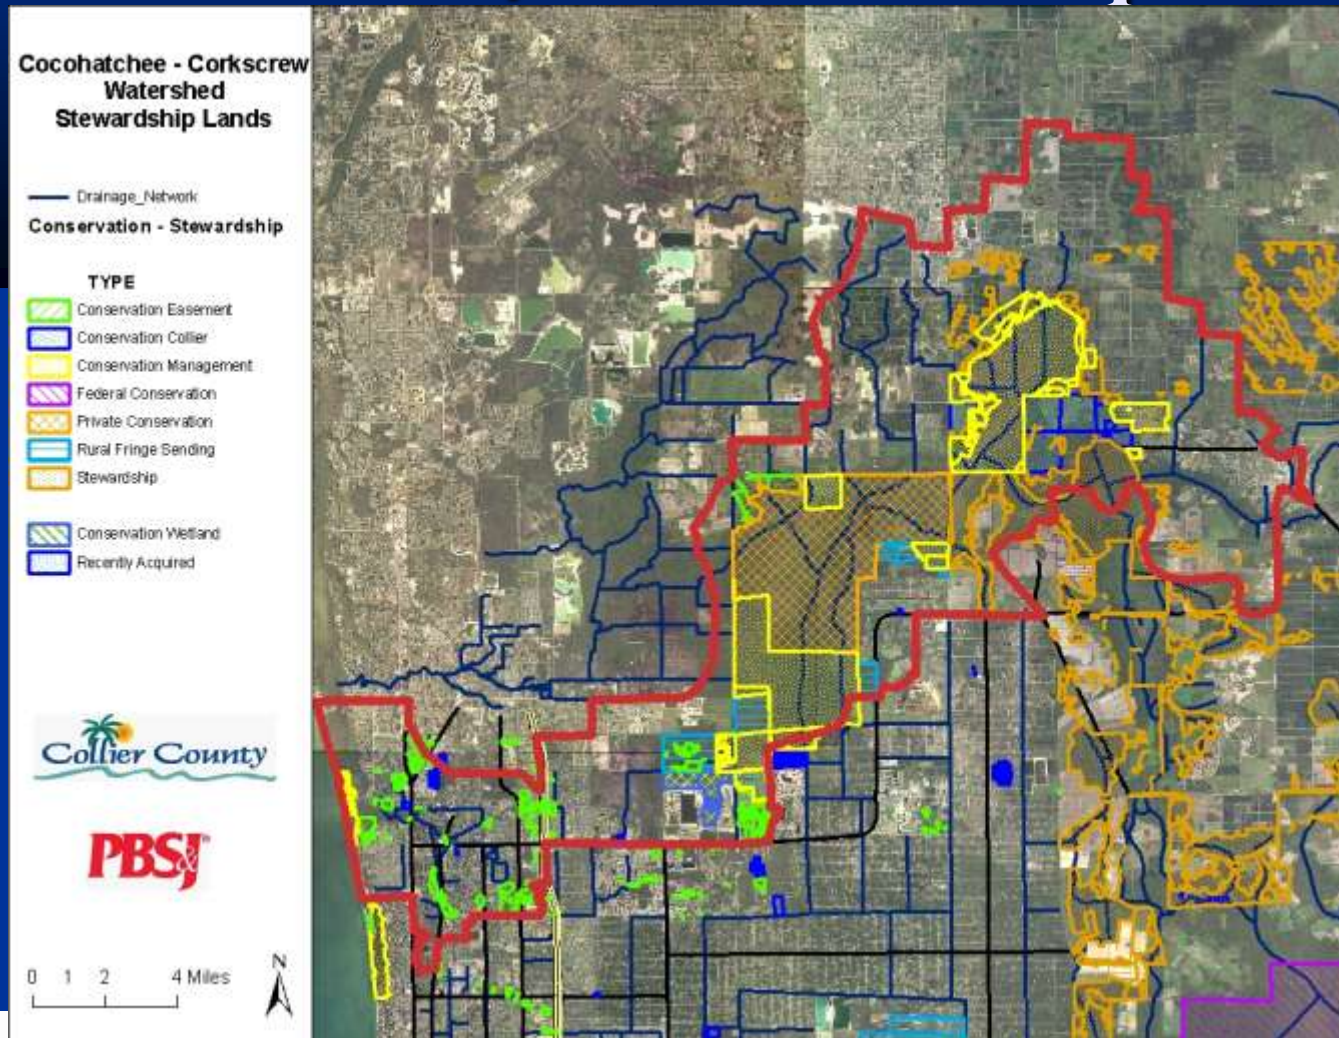 Cocohatchee - Corkscrew
Watershed
Stewardship Lands
Drainage_Network
Conservation - Stewardship
TYPE
Conservation Easement
Conservation Collier
Conservation Management
Federal Conservation
Private Conservation
Rural Fringe Sending
Stewardship
Conservation Wetland
Recently Acquired
Collier County
PBS&J
0 1 2 4 Miles
N